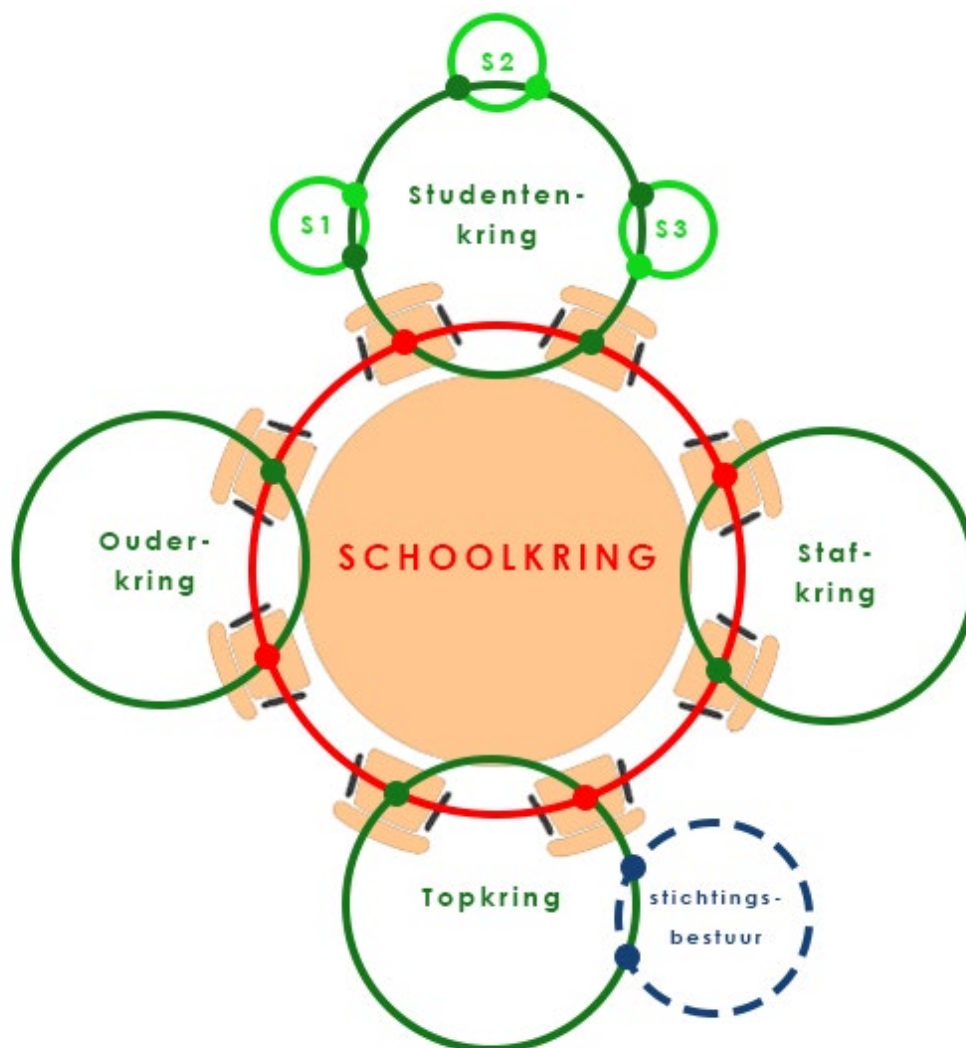 S2
S1
Studenten-
kring
S3
Ouder-
kring
SCHOOLKRING
Staf-
kring
Topkring
stichtings-
bestuur